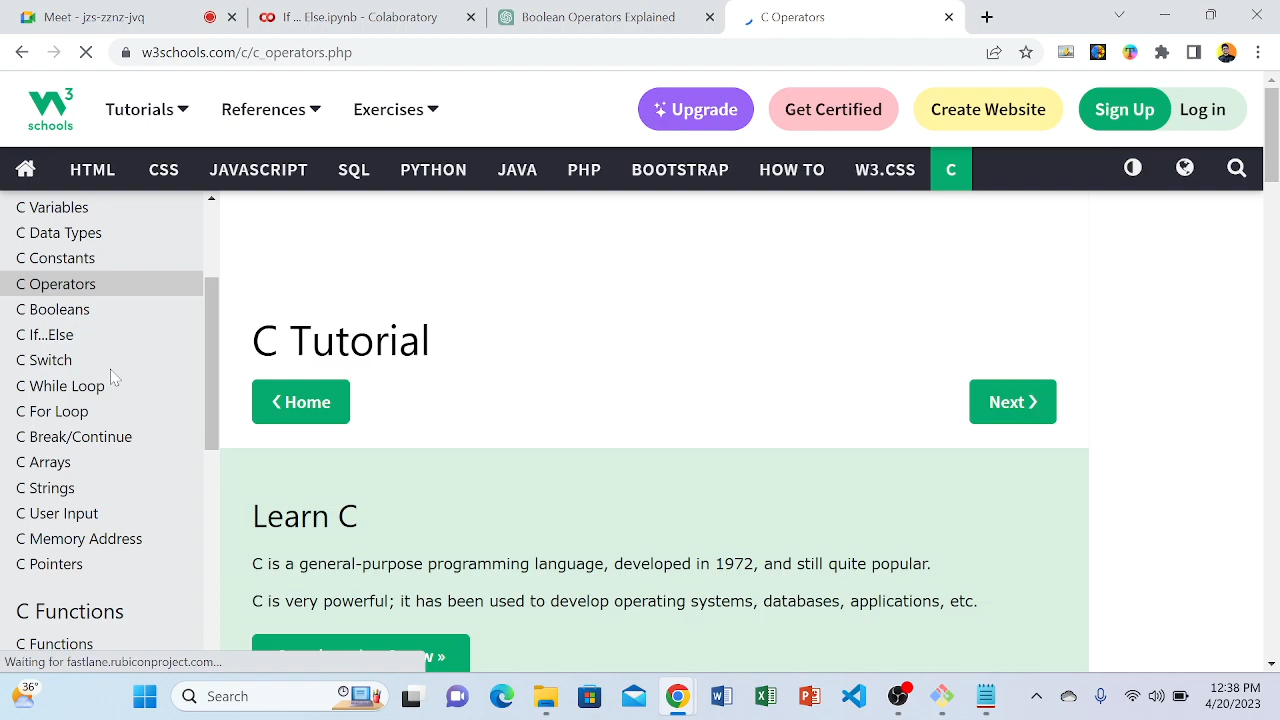 Meet - jsz-zznz-jvq
If ... Else.ipynb - Colaboratory
Boolean Operators Explained
C Operators
w3schools.com/c/c_operators.php
3
schools
Tutorials
References
Exercises
Upgrade
Get Certified
Create Website
Sign Up
Log in
HTML
CSS
JAVASCRIPT
SQL
PYTHON
JAVA
PHP
BOOTSTRAP
HOW TO
W3.CSS
C
C Variables
C Data Types
C Constants
C Operators
C Booleans
C If...Else
C Switch
C While Loop
C For Loop
C Break/Continue
C Arrays
C Strings
C User Input
C Memory Address
C Pointers
C Functions
C Functions
C Tutorial
❮ Home
Next ❯
Learn C
C is a general-purpose programming language, developed in 1972, and still quite popular.
C is very powerful; it has been used to develop operating systems, databases, applications, etc.
Waiting for fastlane.rubiconproject.com...
36°
Search
12:38 PM
4/20/2023